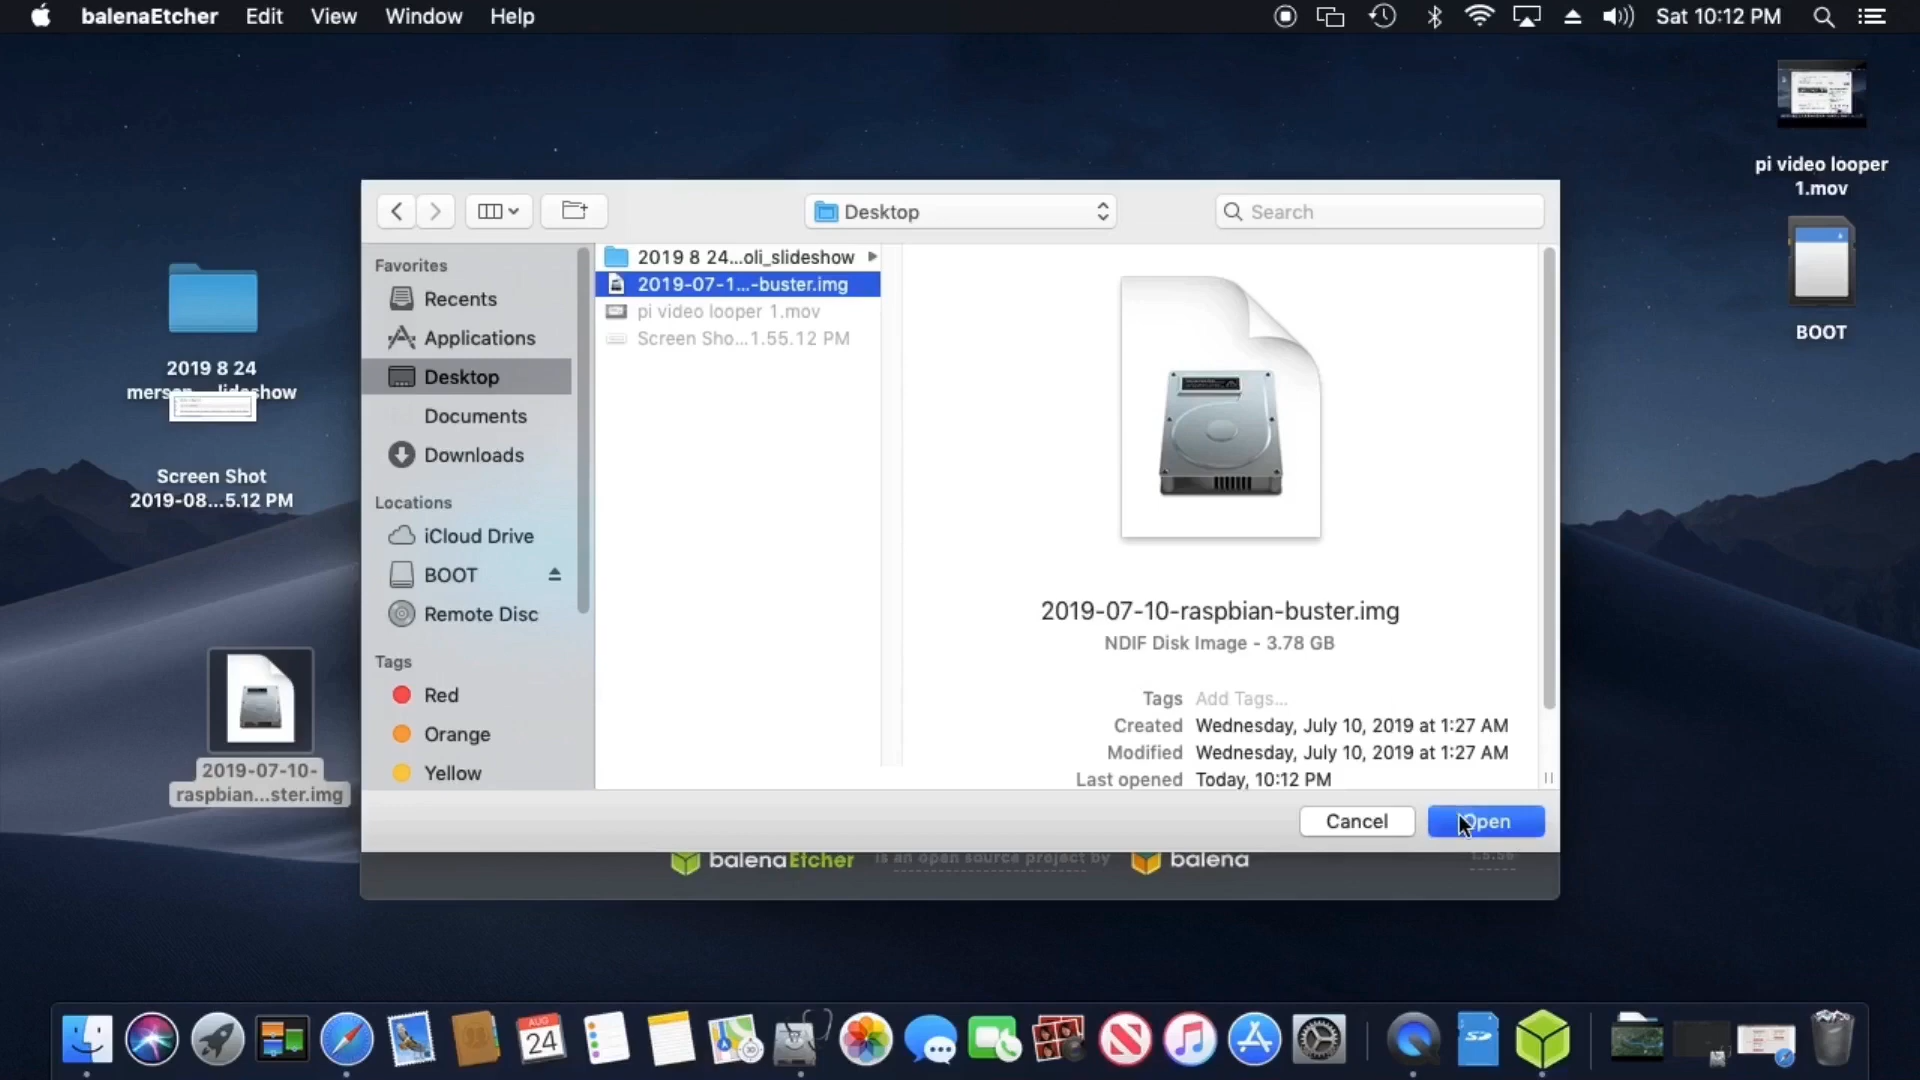 balenaEtcher Edit View Window Help
Sat 10:12 PM
pi video looper
1.mov
BOOT
2019 8 24
show
Screen Shot
2019-08...5.12 PM
2019-07-10-
raspbian...ster.img
Desktop
Search
Favorites
Recents
Applications
Desktop
Documents
Downloads
Locations
iCloud Drive
BOOT
Remote Disc
Tags
Red
Orange
Yellow
2019 8 24...oli_slideshow
2019-07-1...-buster.img
pi video looper 1.mov
Screen Sho...1.55.12 PM
2019-07-10-raspbian-buster.img
NDIF Disk Image - 3.78 GB
Tags Add Tags...
Created Wednesday, July 10, 2019 at 1:27 AM
Modified Wednesday, July 10, 2019 at 1:27 AM
Last opened Today, 10:12 PM
Cancel
Open
balenaEtcher is an open source project by balena
AUG
24
SD